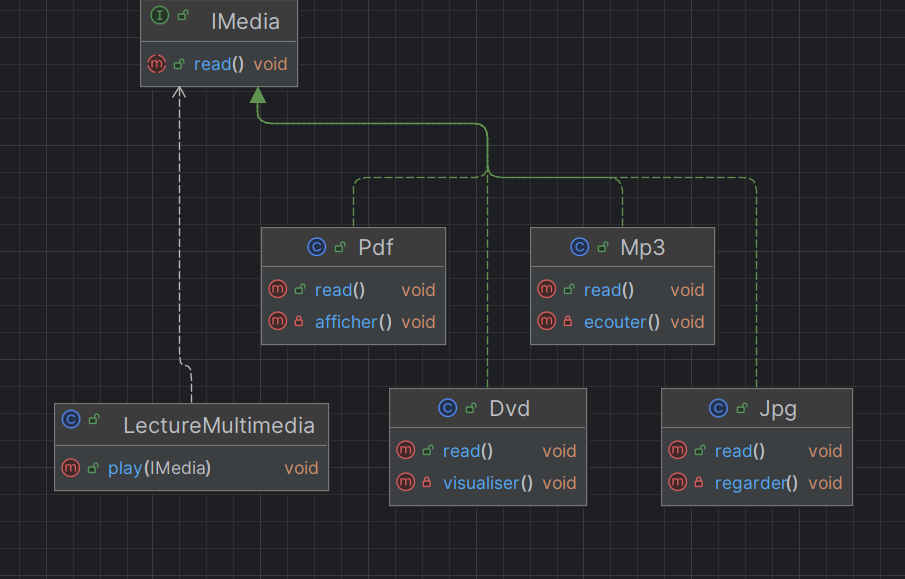 IMedia
read() void
Pdf
read() void
afficher() void
Mp3
read() void
ecouter() void
LectureMultimedia
play(IMedia) void
Dvd
read() void
visualiser() void
Jpg
read() void
regarder() void